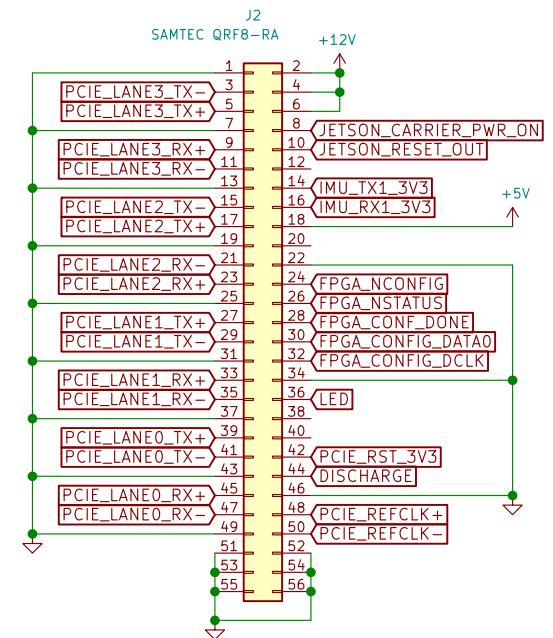 J2
SAMTEC QRF8-RA
+12V
1 2
PCIE_LANE3_TX- 3 4
PCIE_LANE3_TX+ 5 6
7 8 JETSON_CARRIER_PWR_ON
PCIE_LANE3_RX+ 9 10 JETSON_RESET_OUT
PCIE_LANE3_RX- 11 12
13 14 IMU_TX1_3V3
PCIE_LANE2_TX- 15 16 IMU_RX1_3V3
+5V
PCIE_LANE2_TX+ 17 18
19 20
PCIE_LANE2_RX- 21 22
PCIE_LANE2_RX+ 23 24 FPGA_NCONFIG
25 26 FPGA_NSTATUS
PCIE_LANE1_TX+ 27 28 FPGA_CONF_DONE
PCIE_LANE1_TX- 29 30 FPGA_CONFIG_DATA0
31 32 FPGA_CONFIG_DCLK
PCIE_LANE1_RX+ 33 34
PCIE_LANE1_RX- 35 36 LED
37 38
PCIE_LANE0_TX+ 39 40
PCIE_LANE0_TX- 41 42 PCIE_RST_3V3
43 44 DISCHARGE
PCIE_LANE0_RX+ 45 46
PCIE_LANE0_RX- 47 48 PCIE_REFCLK+
49 50 PCIE_REFCLK-
51 52
53 54
55 56